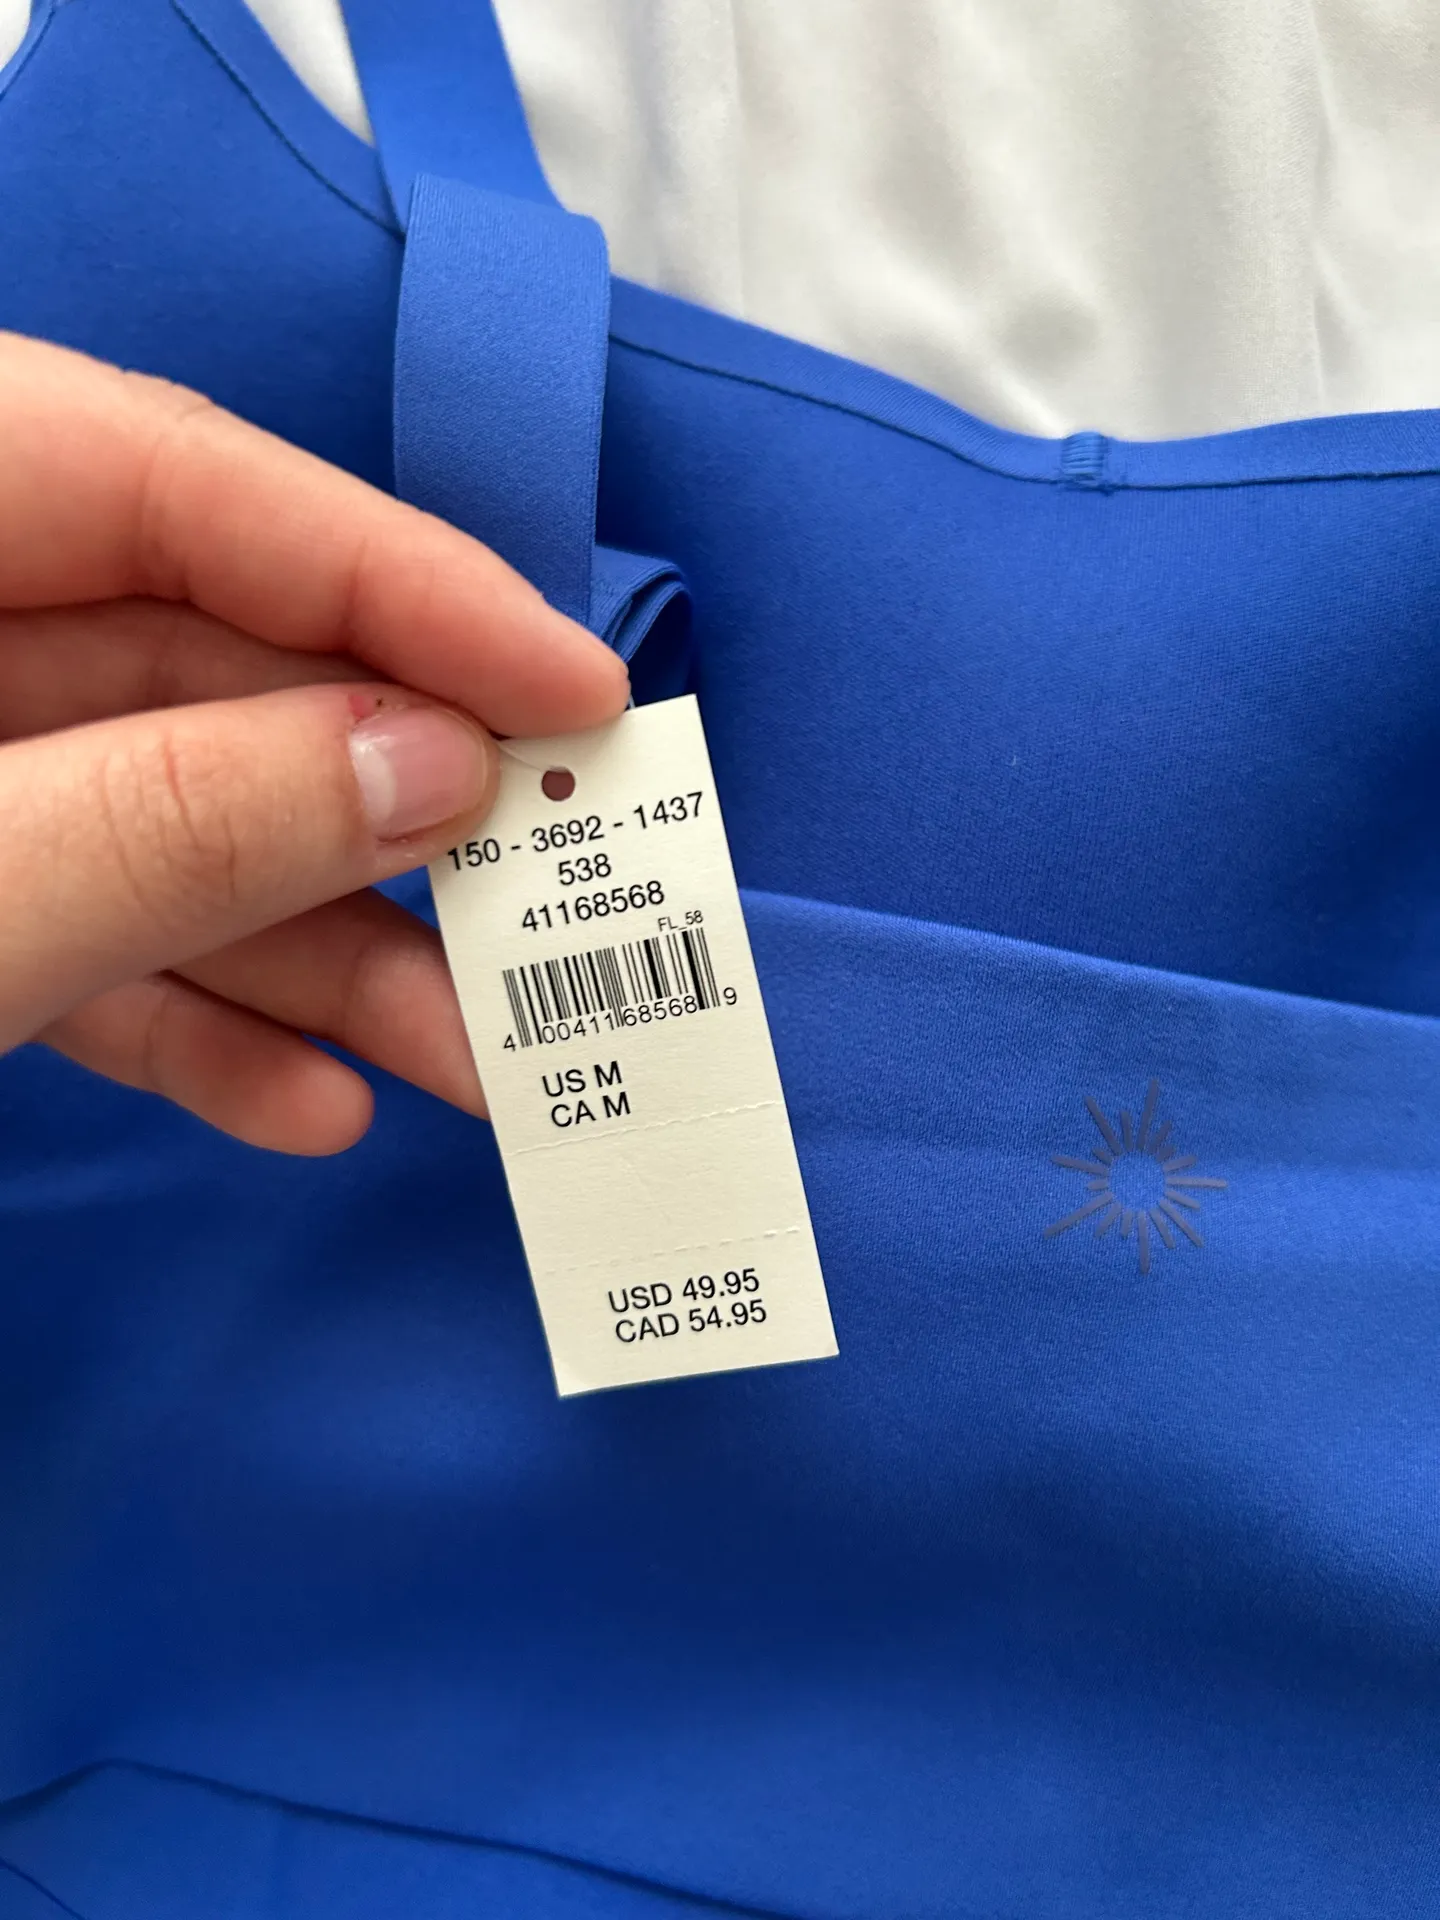 150 - 3692 - 1437
538
41168568
FL_58
4 00411 68568 9
US M
CA M
USD 49.95
CAD 54.95